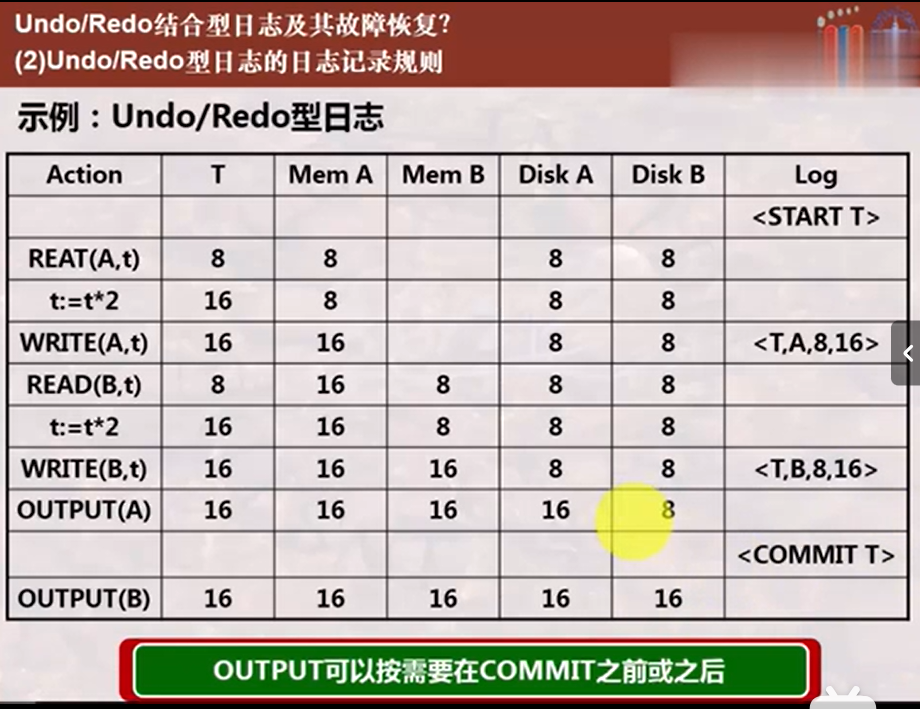 Undo/Redo结合型日志及其故障恢复?
(2)Undo/Redo型日志的日志记录规则
示例：Undo/Redo型日志
Action T Mem A Mem B Disk A Disk B Log
<START T>
REAT(A,t) 8 8 8 8
t:=t*2 16 8 8 8
WRITE(A,t) 16 16 8 8 <T,A,8,16>
READ(B,t) 8 16 8 8 8
t:=t*2 16 16 8 8 8
WRITE(B,t) 16 16 16 8 8 <T,B,8,16>
OUTPUT(A) 16 16 16 16 8
<COMMIT T>
OUTPUT(B) 16 16 16 16 16
OUTPUT可以按需要在COMMIT之前或之后